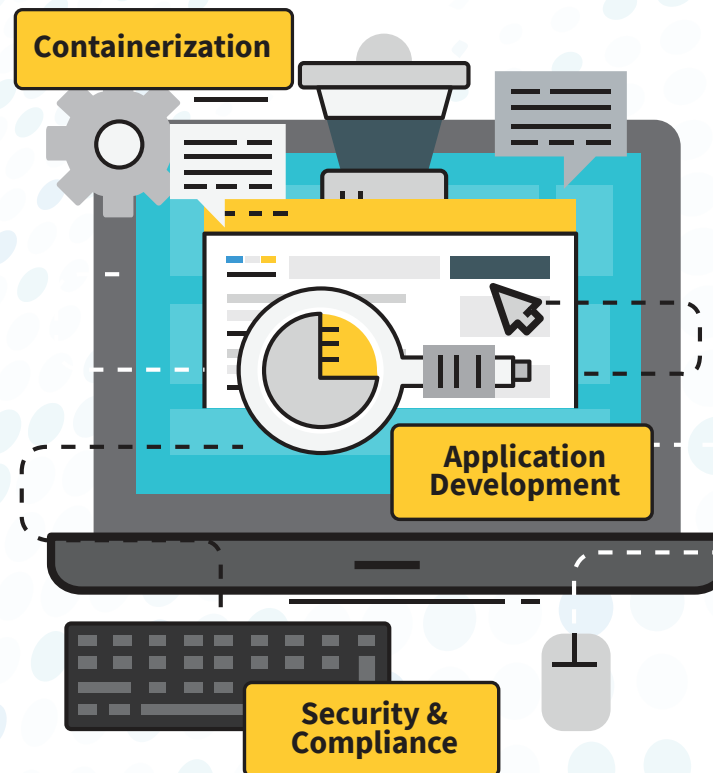 Containerization
Application
Development
Security &
Compliance